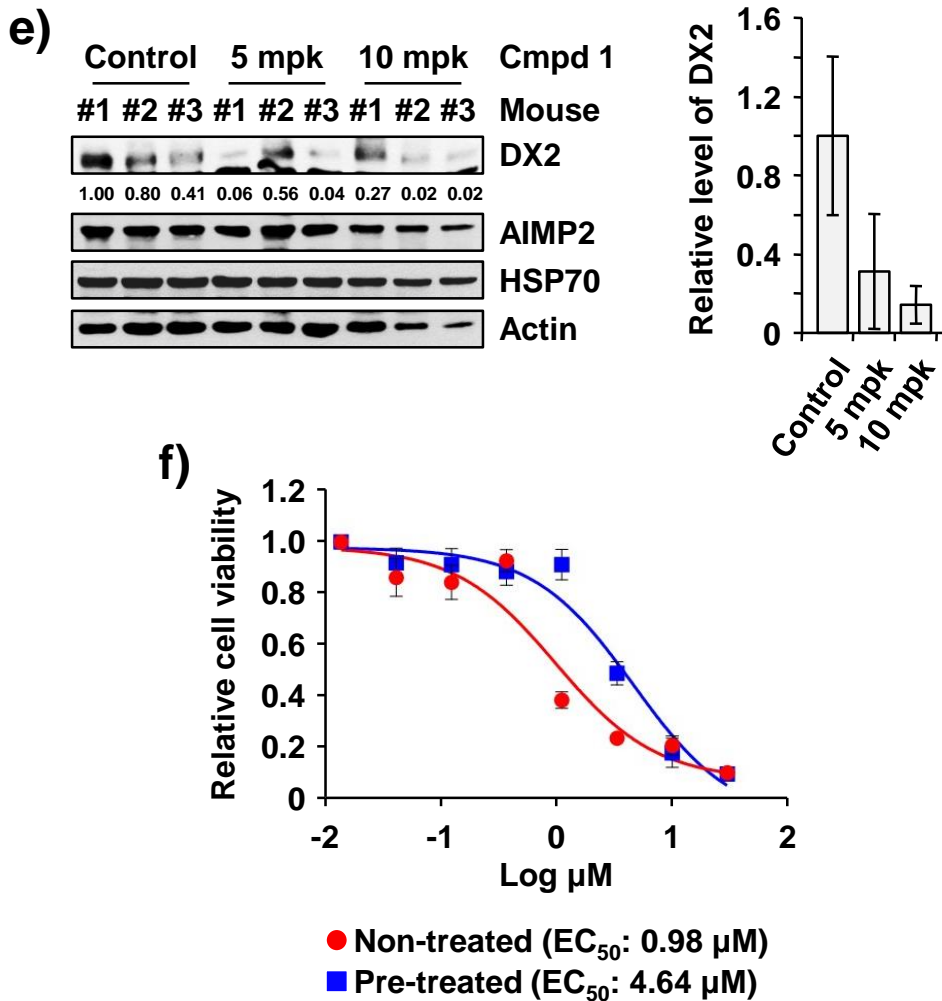 e)
Control 5 mpk 10 mpk Cmpd 1
#1 #2 #3 #1 #2 #3 #1 #2 #3 Mouse
DX2
1.00 0.80 0.41 0.06 0.56 0.04 0.27 0.02 0.02
AIMP2
HSP70
Actin
Relative level of DX2
1.6
1.2
0.8
0.4
0
Control
5 mpk
10 mpk
f)
Relative cell viability
1.2
1.0
0.8
0.6
0.4
0.2
0
-2 -1 0 1 2
Log µM
Non-treated (EC50: 0.98 µM)
Pre-treated (EC50: 4.64 µM)